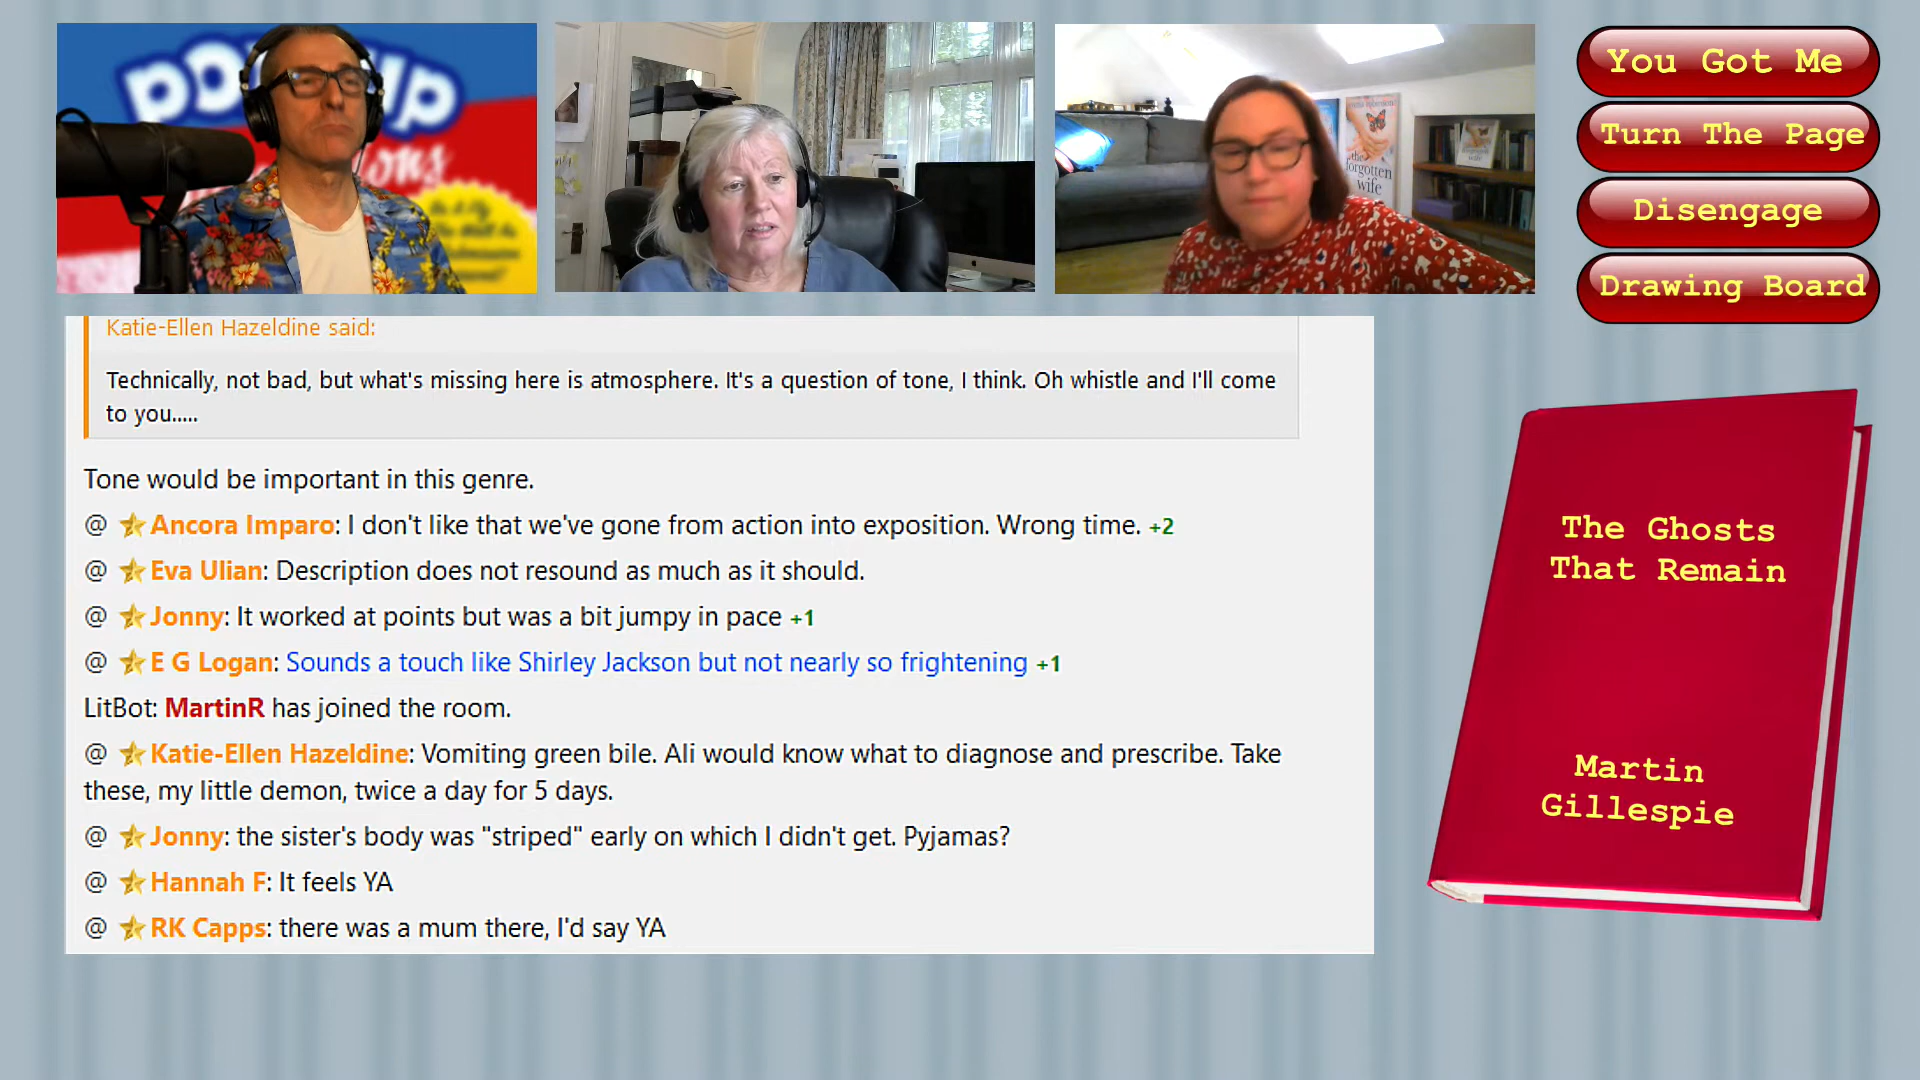 POP UP
You Got Me
Turn The Page
Disengage
Drawing Board
the
forgotten
wife
Katie-Ellen Hazeldine said:
Technically, not bad, but what's missing here is atmosphere. It's a question of tone, I think. Oh whistle and I'll come
to you.....
Tone would be important in this genre.
@ Ancora Imparo: I don't like that we've gone from action into exposition. Wrong time. +2
@ Eva Ulian: Description does not resound as much as it should.
@ Jonny: It worked at points but was a bit jumpy in pace +1
@ E G Logan: Sounds a touch like Shirley Jackson but not nearly so frightening +1
LitBot: MartinR has joined the room.
@ Katie-Ellen Hazeldine: Vomiting green bile. Ali would know what to diagnose and prescribe. Take
these, my little demon, twice a day for 5 days.
@ Jonny: the sister's body was "striped" early on which I didn't get. Pyjamas?
@ Hannah F: It feels YA
@ RK Capps: there was a mum there, I'd say YA
The Ghosts
That Remain
Martin
Gillespie